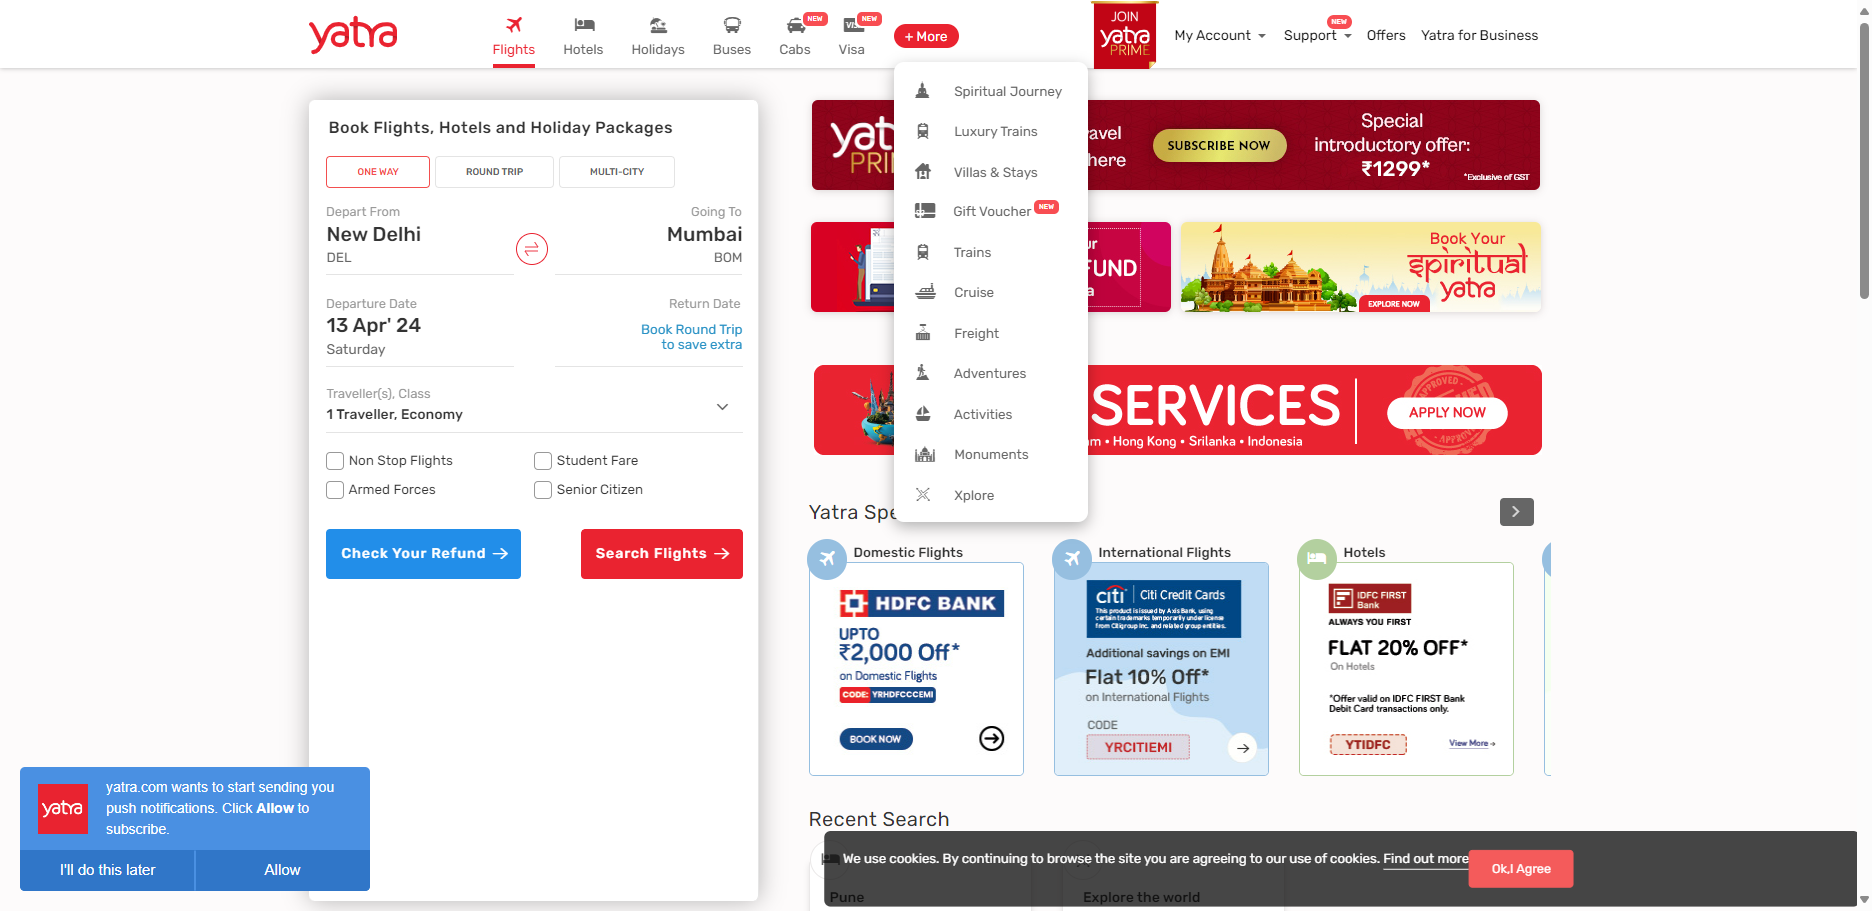 yatra
Flights
Hotels
Holidays
Buses
NEW
Cabs
NEW
Visa
+ More
JOIN
yatra
PRIME
My Account
NEW
Support
Offers
Yatra for Business
Spiritual Journey
Luxury Trains
Villas & Stays
Gift Voucher NEW
Trains
Cruise
Freight
Adventures
Activities
Monuments
Xplore
Book Flights, Hotels and Holiday Packages
ONE WAY
ROUND TRIP
MULTI-CITY
Depart From
New Delhi
DEL
Going To
Mumbai
BOM
Departure Date
13 Apr' 24
Saturday
Return Date
Book Round Trip
to save extra
Traveller(s), Class
1 Traveller, Economy
Non Stop Flights
Student Fare
Armed Forces
Senior Citizen
Check Your Refund
Search Flights
SUBSCRIBE NOW
Special
introductory offer:
₹1299*
*Exclusive of GST
Book Your
spiritual
yatra
EXPLORE NOW
SERVICES
• Hong Kong • Srilanka • Indonesia
APPROVED
APPLY NOW
Domestic Flights
HDFC BANK
UPTO
₹2,000 Off*
on Domestic Flights
CODE: YRHDFCCCEMI
BOOK NOW
International Flights
citi Citi Credit Cards
This product is issued by Axis Bank, using
certain trademarks temporarily under license
from Citigroup Inc. and related group entities.
Additional savings on EMI
Flat 10% Off*
on International Flights
CODE
YRCITIEMI
Hotels
IDFC FIRST
Bank
ALWAYS YOU FIRST
FLAT 20% OFF*
On Hotels
*Offer valid on IDFC FIRST Bank
Debit Card transactions only.
YTIDFC
View More
Recent Search
Pune
Explore the world
yatra
yatra.com wants to start sending you
push notifications. Click Allow to
subscribe.
I'll do this later
Allow
We use cookies. By continuing to browse the site you are agreeing to our use of cookies. Find out more
Ok,I Agree